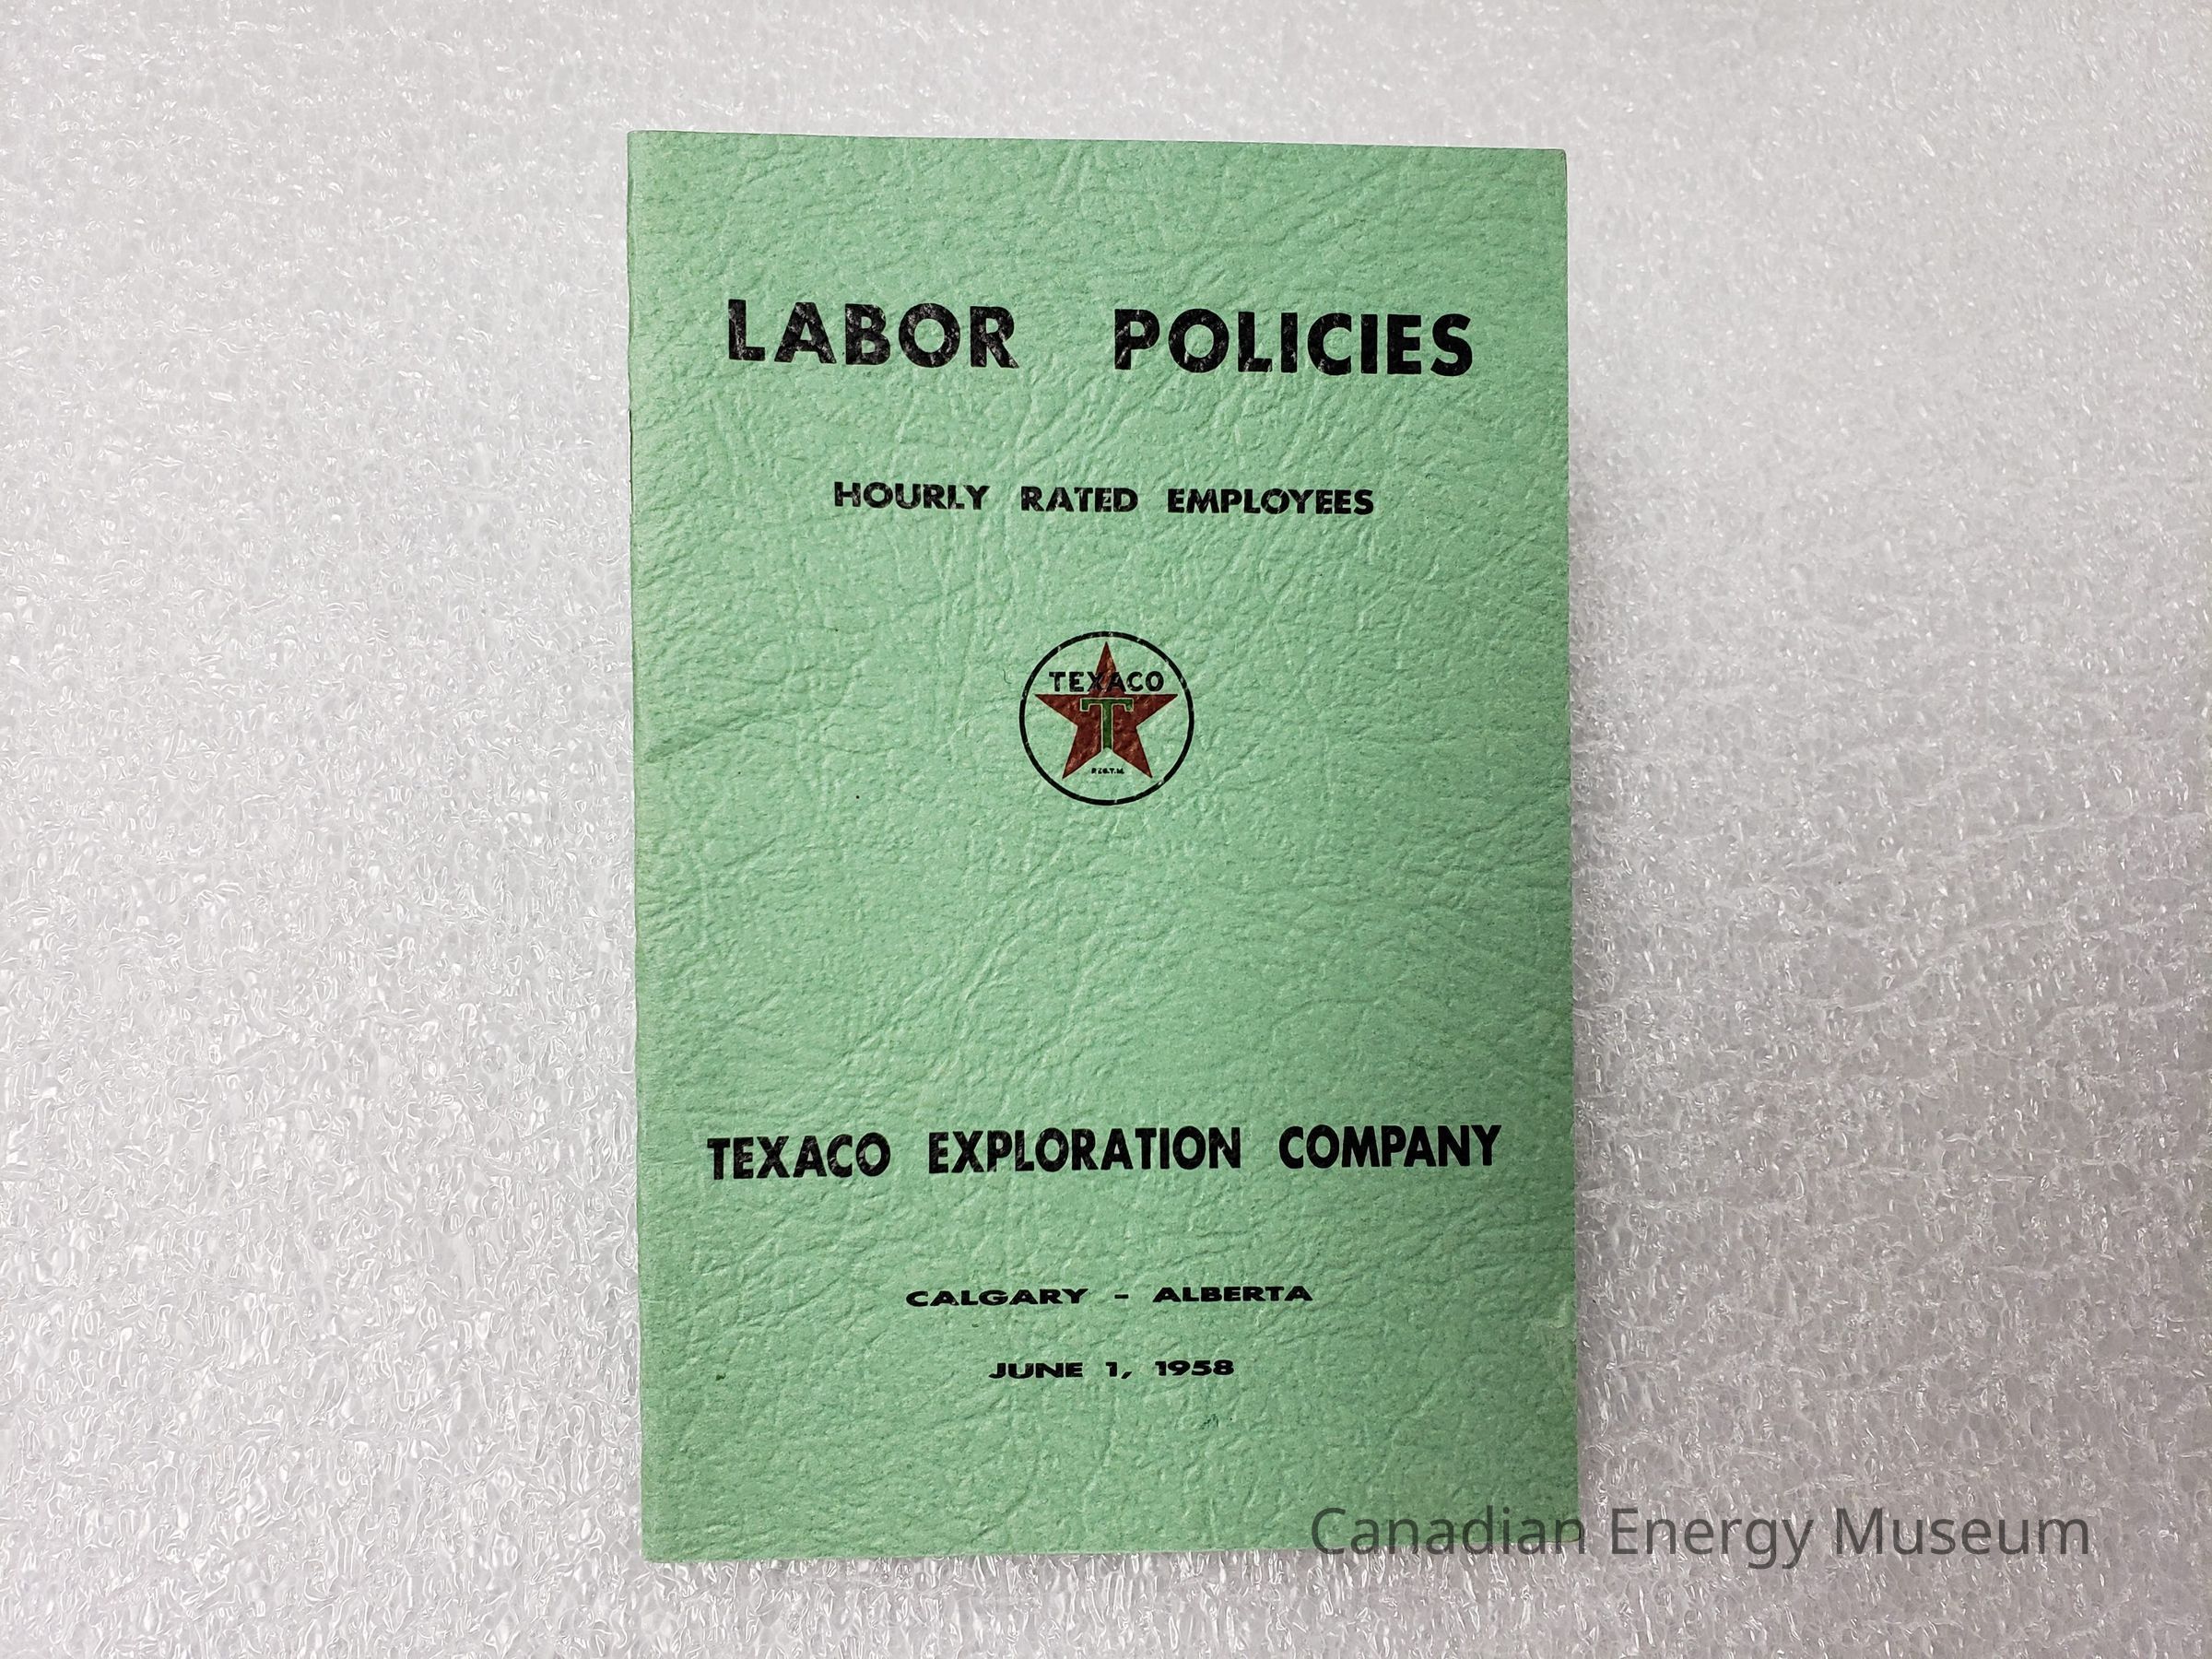 LABOR POLICIES
HOURLY RATED EMPLOYEES
TEXACO
T
TEXACO EXPLORATION COMPANY
CALGARY - ALBERTA
JUNE 1, 1958
Canadian Energy Museum